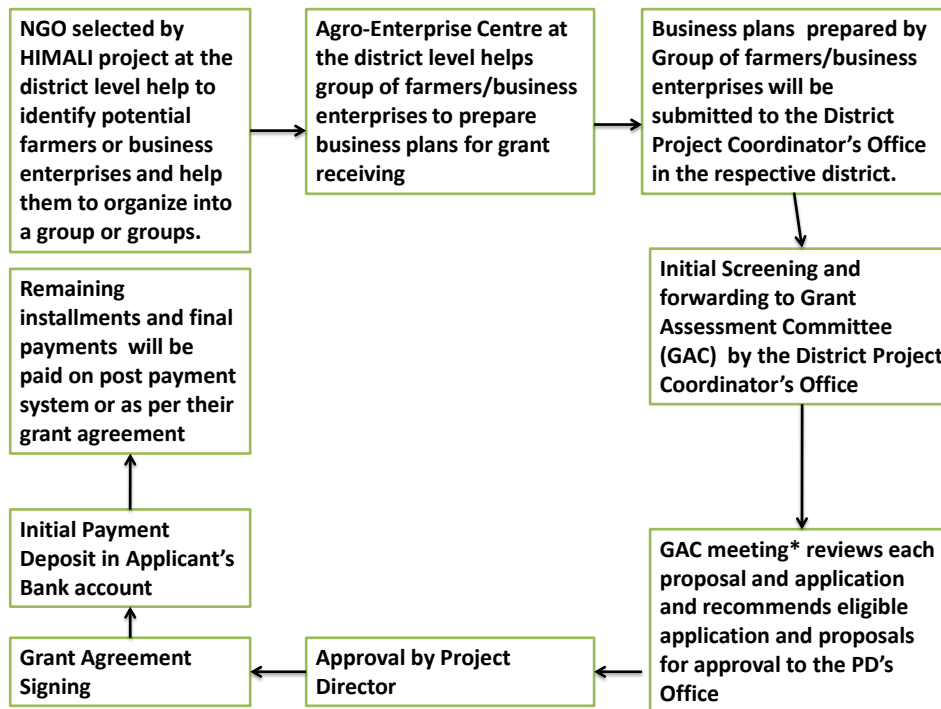 NGO selected by
HIMALI project at the
district level help to
identify potential
farmers or business
enterprises and help
them to organize into
a group or groups.
Agro-Enterprise Centre at
the district level helps
group of farmers/business
enterprises to prepare
business plans for grant
receiving
Business plans  prepared by
Group of farmers/business
enterprises will be
submitted to the District
Project Coordinator’s Office
in the respective district.
Initial Screening and
forwarding to Grant
Assessment Committee
(GAC)  by the District Project
Coordinator’s Office
GAC meeting* reviews each
proposal and application
and recommends eligible
application and proposals
for approval to the PD’s
Office
Approval by Project
Director
Grant Agreement
Signing
Initial Payment
Deposit in Applicant’s
Bank account
Remaining
installments and final
payments  will be
paid on post payment
system or as per their
grant agreement